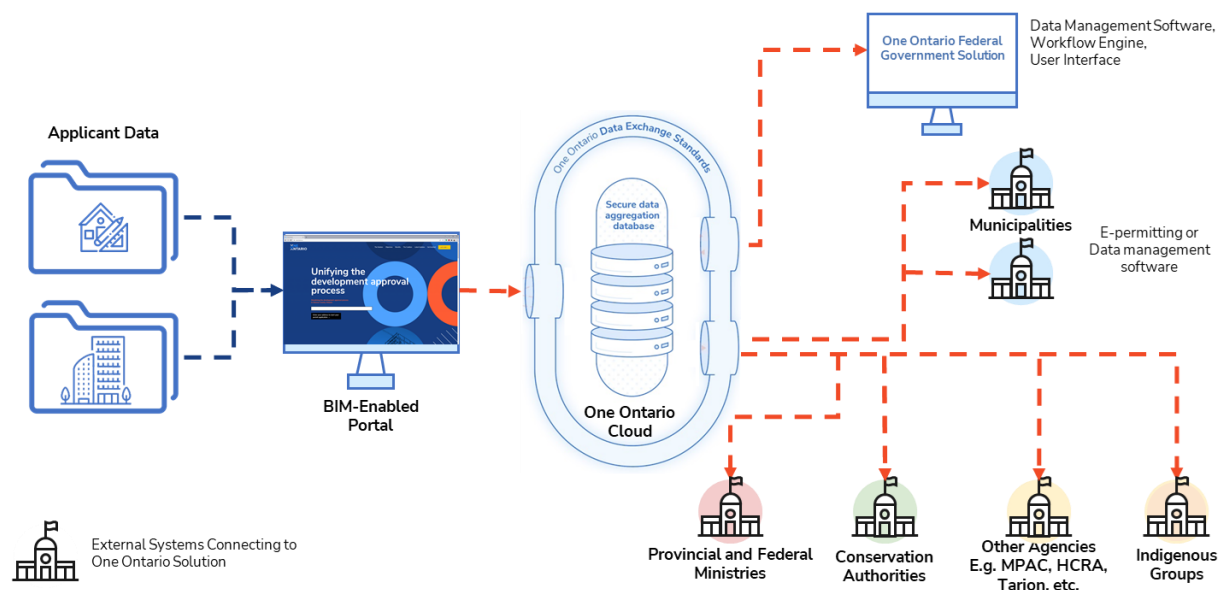 Applicant Data
Unifying the
development approval
process
BIM-Enabled
Portal
One Ontario Data Exchange Standards
Secure data
aggregation
database
One Ontario
Cloud
One Ontario Federal
Government Solution
Data Management Software,
Workflow Engine,
User Interface
Municipalities
E-permitting or
Data management
software
Provincial and Federal
Ministries
Conservation
Authorities
Other Agencies
E.g. MPAC, HCRA,
Tarion, etc.
Indigenous
Groups
External Systems Connecting to
One Ontario Solution